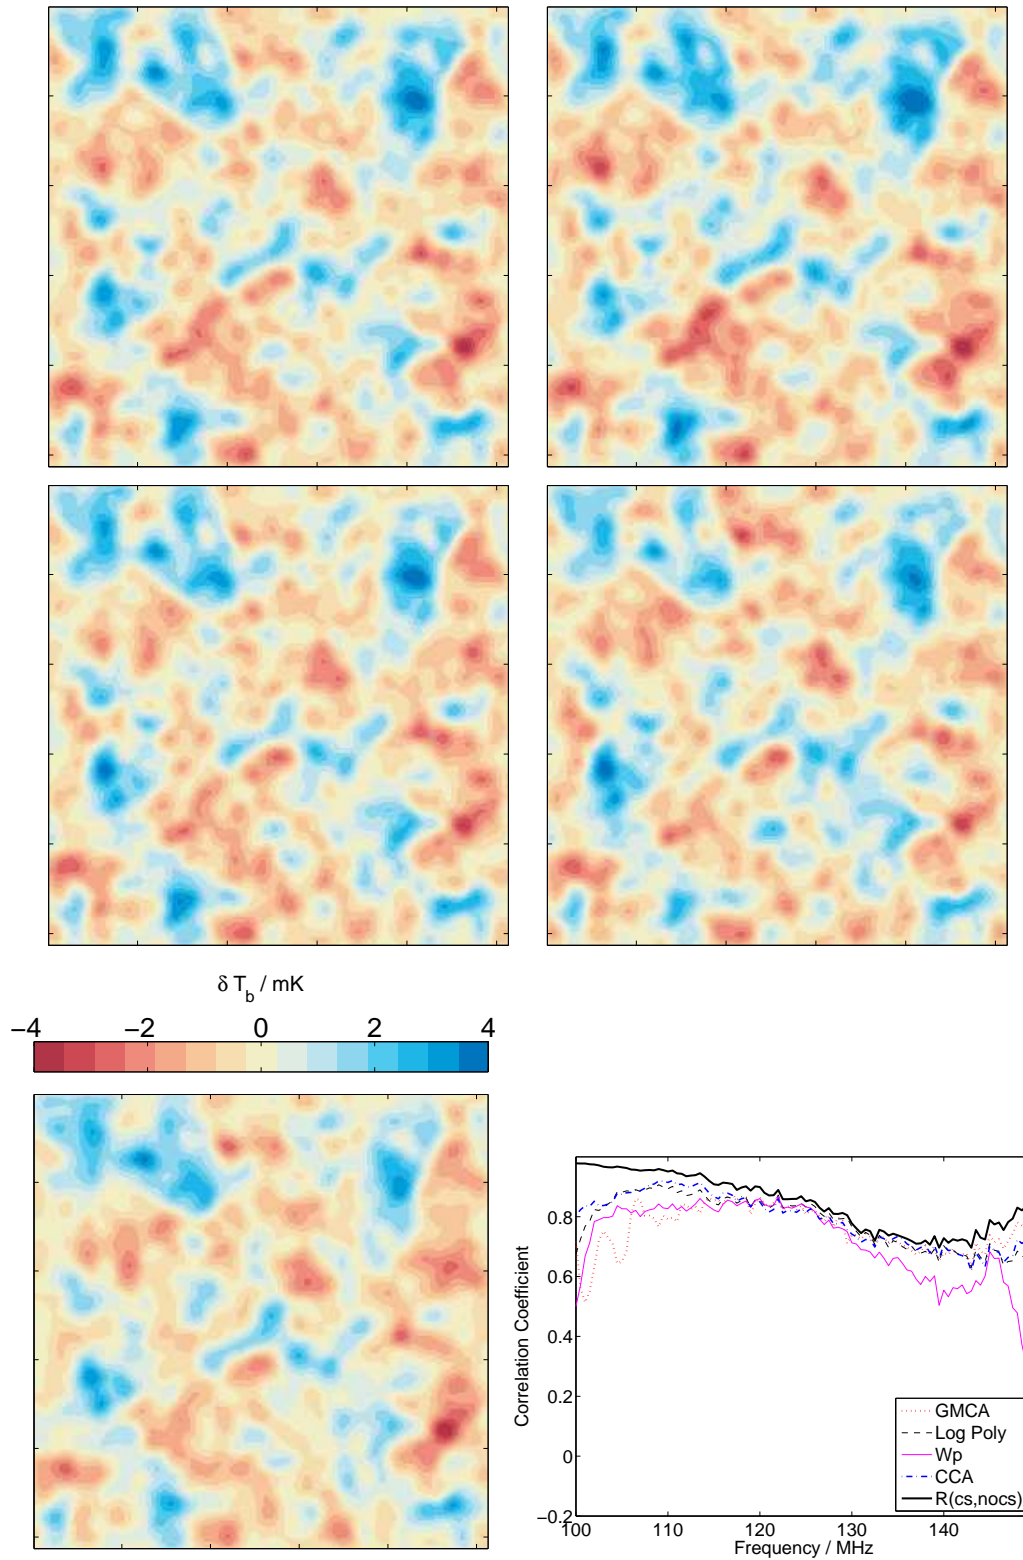 δ T_b / mK
−4 −2 0 2 4
Correlation Coefficient
0.8
0.6
0.4
0.2
0
−0.2
GMCA
Log Poly
Wp
CCA
R(cs,nocs)
100 110 120 130 140
Frequency / MHz